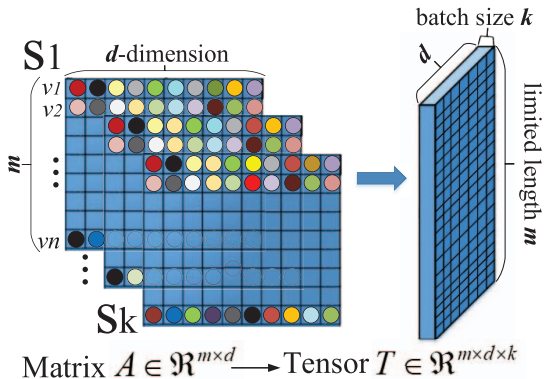 S1
d-dimension
batch size k
d
v1
v2
m
vn
limited length m
Sk
Matrix A ∈ ℜ^{m×d} → Tensor T ∈ ℜ^{m×d×k}